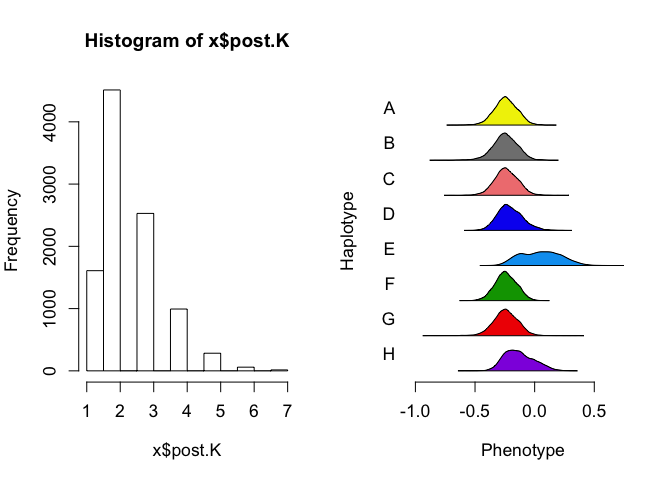 Histogram of x$post.K
Frequency
0
1000
2000
3000
4000
1 2 3 4 5 6 7
x$post.K
Haplotype
A
B
C
D
E
F
G
H
-1.0 -0.5 0.0 0.5
Phenotype